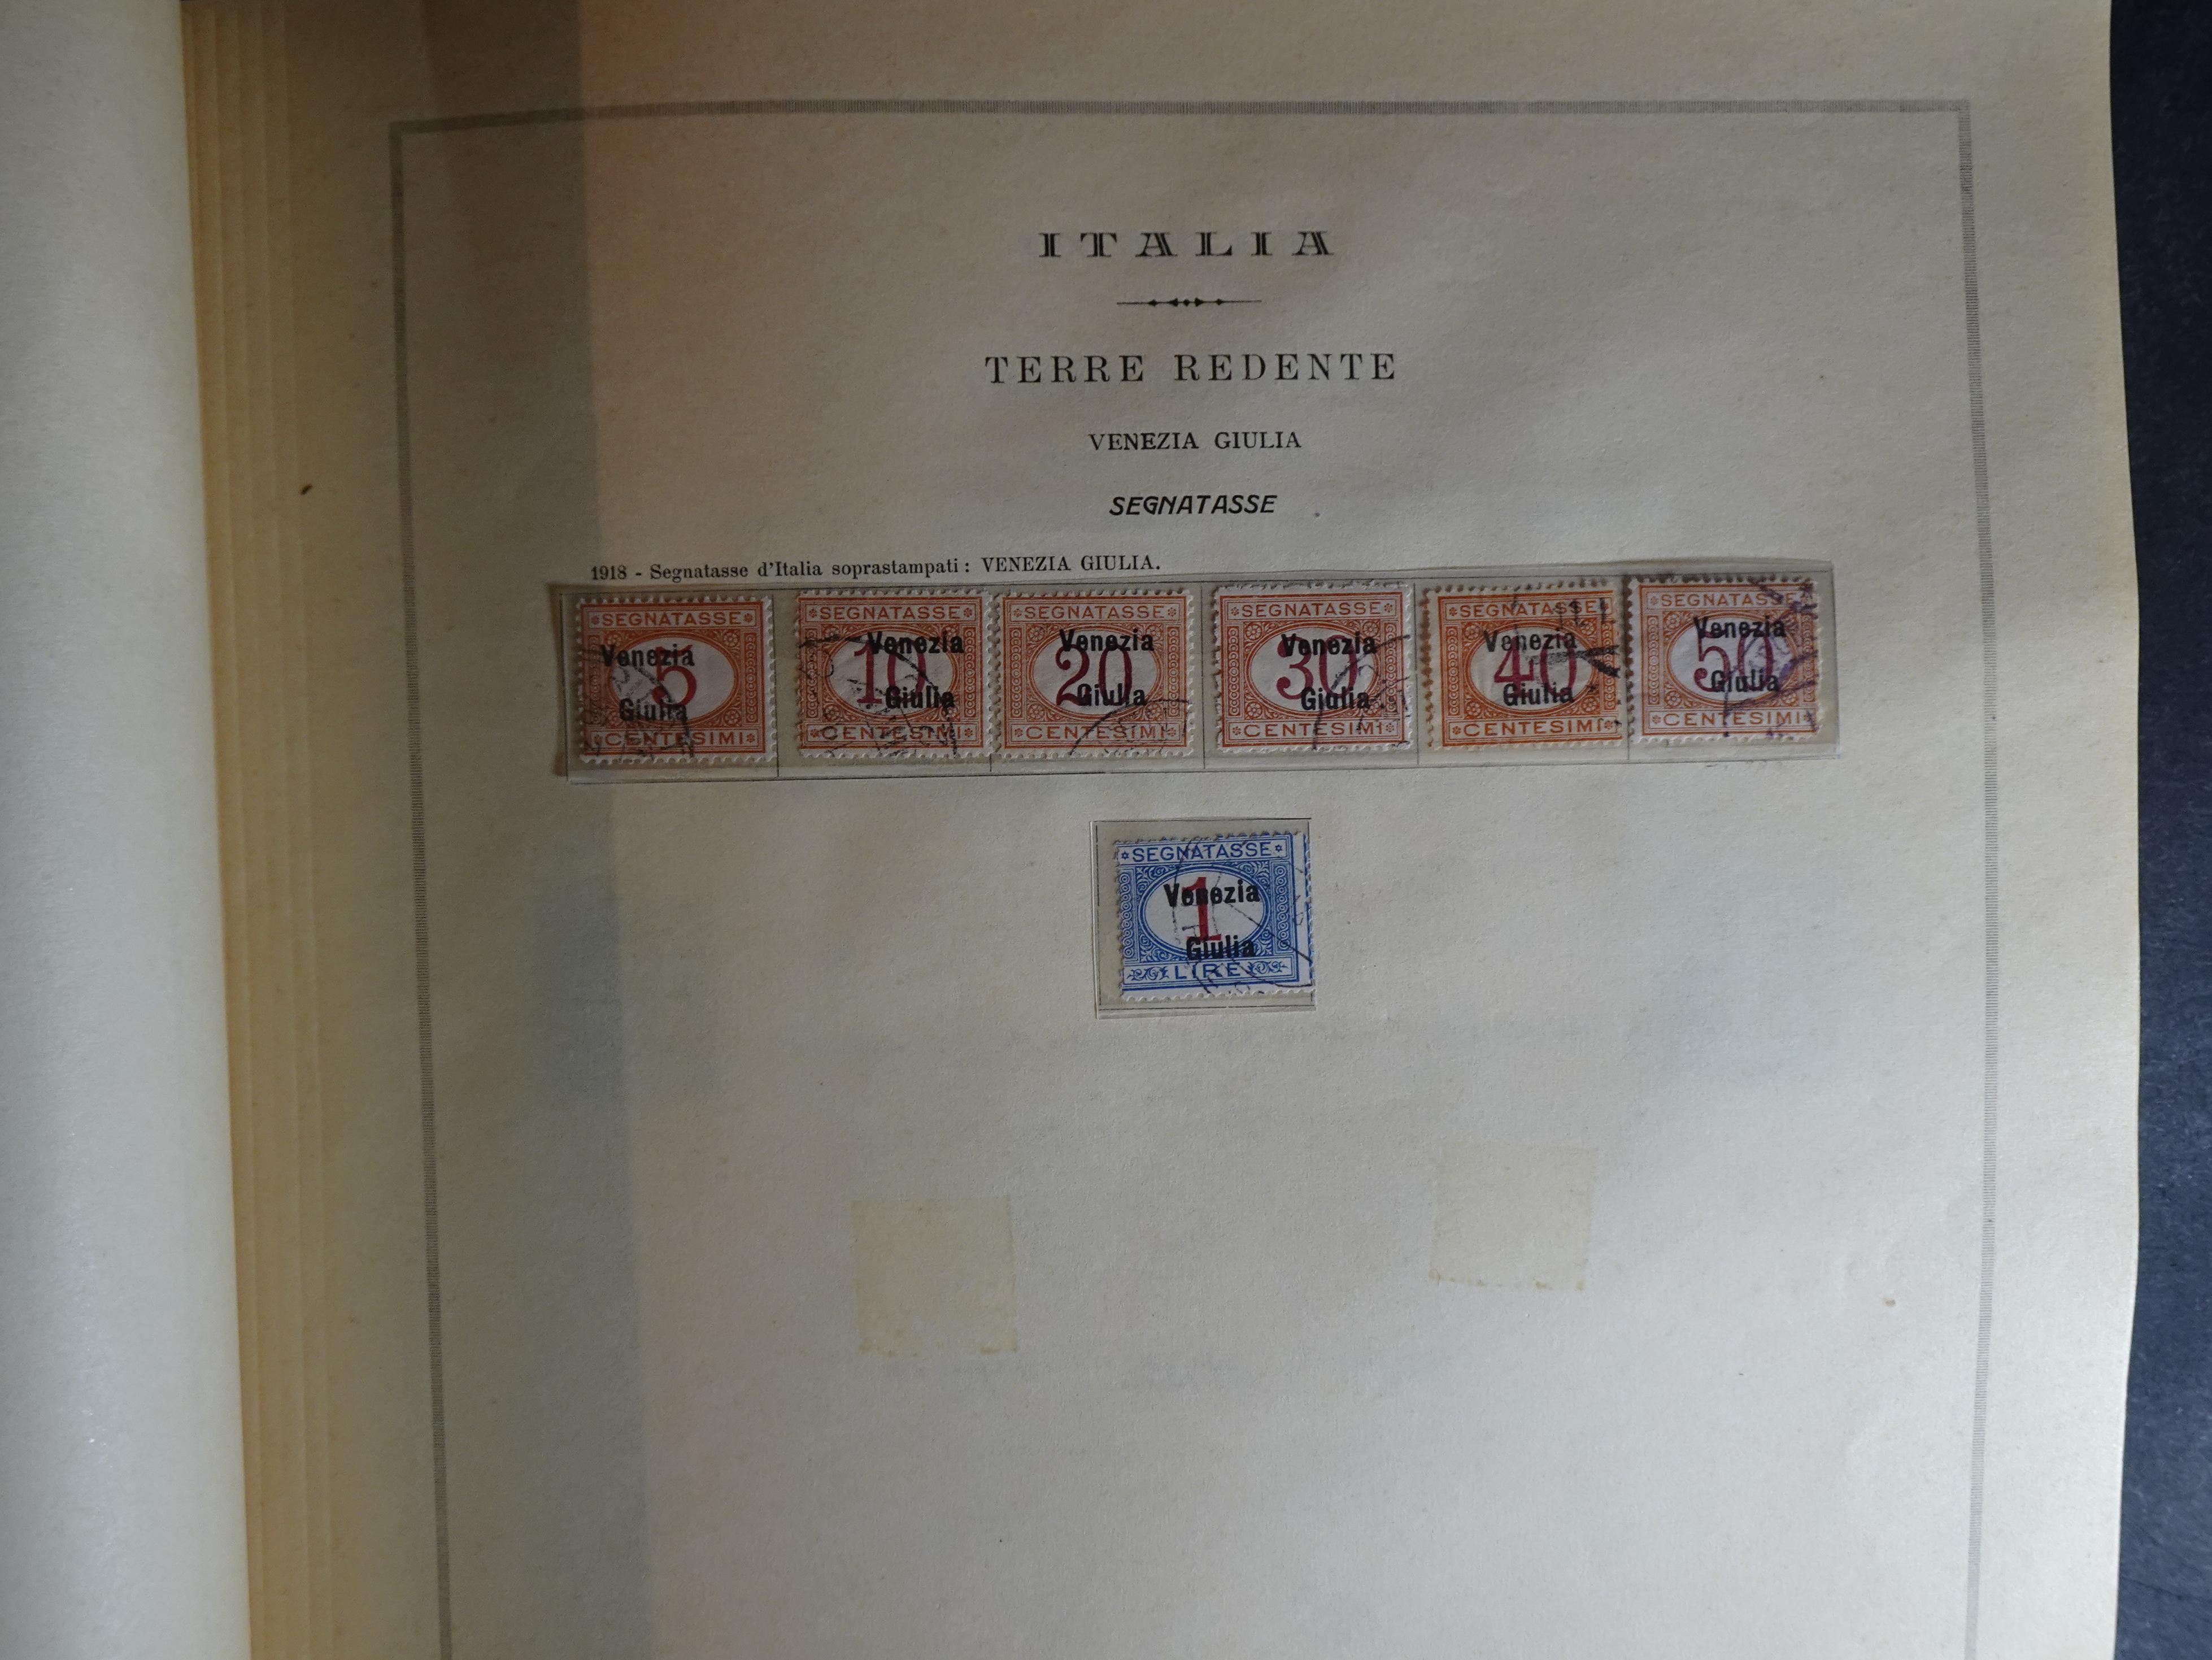 ITALIA
TERRE REDENTE
VENEZIA GIULIA
SEGNATASSE
1918 - Segnatasse d'Italia soprastampati : VENEZIA GIULIA.
SEGNATASSE
Venezia
5
Giulia
CENTESIMI
SEGNATASSE
Venezia
10
Giulia
CENTESIMI
SEGNATASSE
Venezia
20
Giulia
CENTESIMI
SEGNATASSE
Venezia
30
Giulia
CENTESIMI
SEGNATASSE
Venezia
40
Giulia
CENTESIMI
SEGNATASSE
Venezia
50
Giulia
CENTESIMI
SEGNATASSE
Venezia
1
Giulia
LIRE